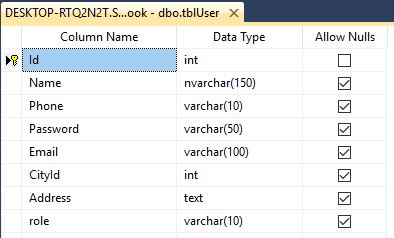 DESKTOP-RTQ2N2T.S...ook - dbo.tblUser
Column Name Data Type Allow Nulls
Id int
Name nvarchar(150)
Phone varchar(10)
Password varchar(50)
Email varchar(100)
CityId int
Address text
role varchar(10)